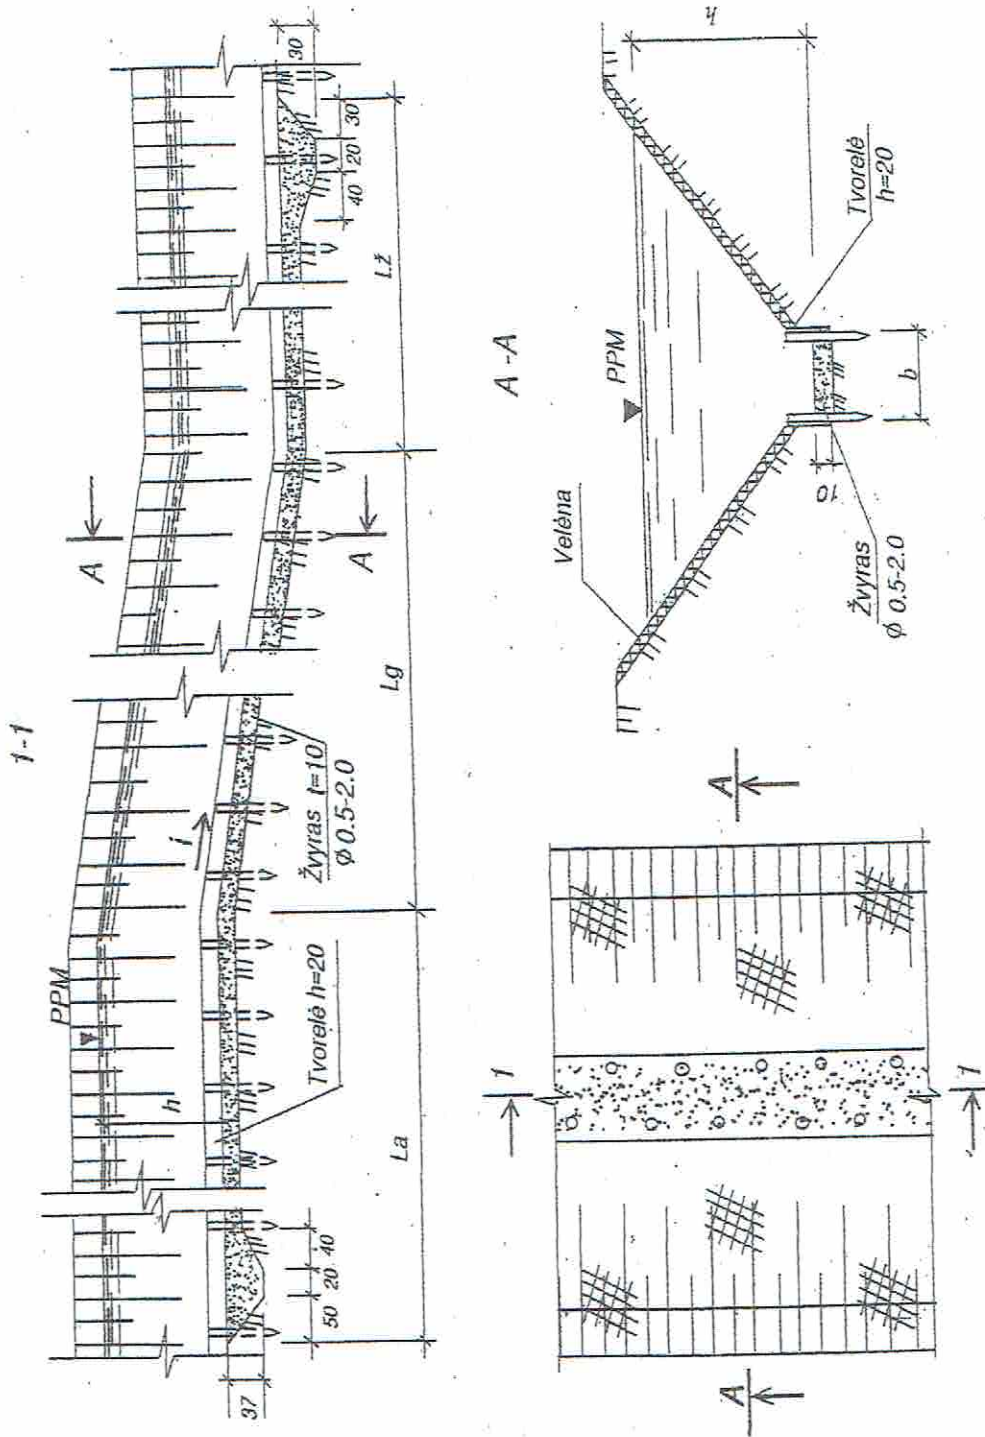 1-1
PPM
A
A
h
i
Tvorelė h=20
Žvyras t=10
Ø 0.5-2.0
37
50
20
40
La
Lg
Lž
40
20
30
30
A-A
PPM
Velėna
Tvorelė
h=20
Žvyras
Ø 0.5-2.0
10
b
h
1
1
A
A